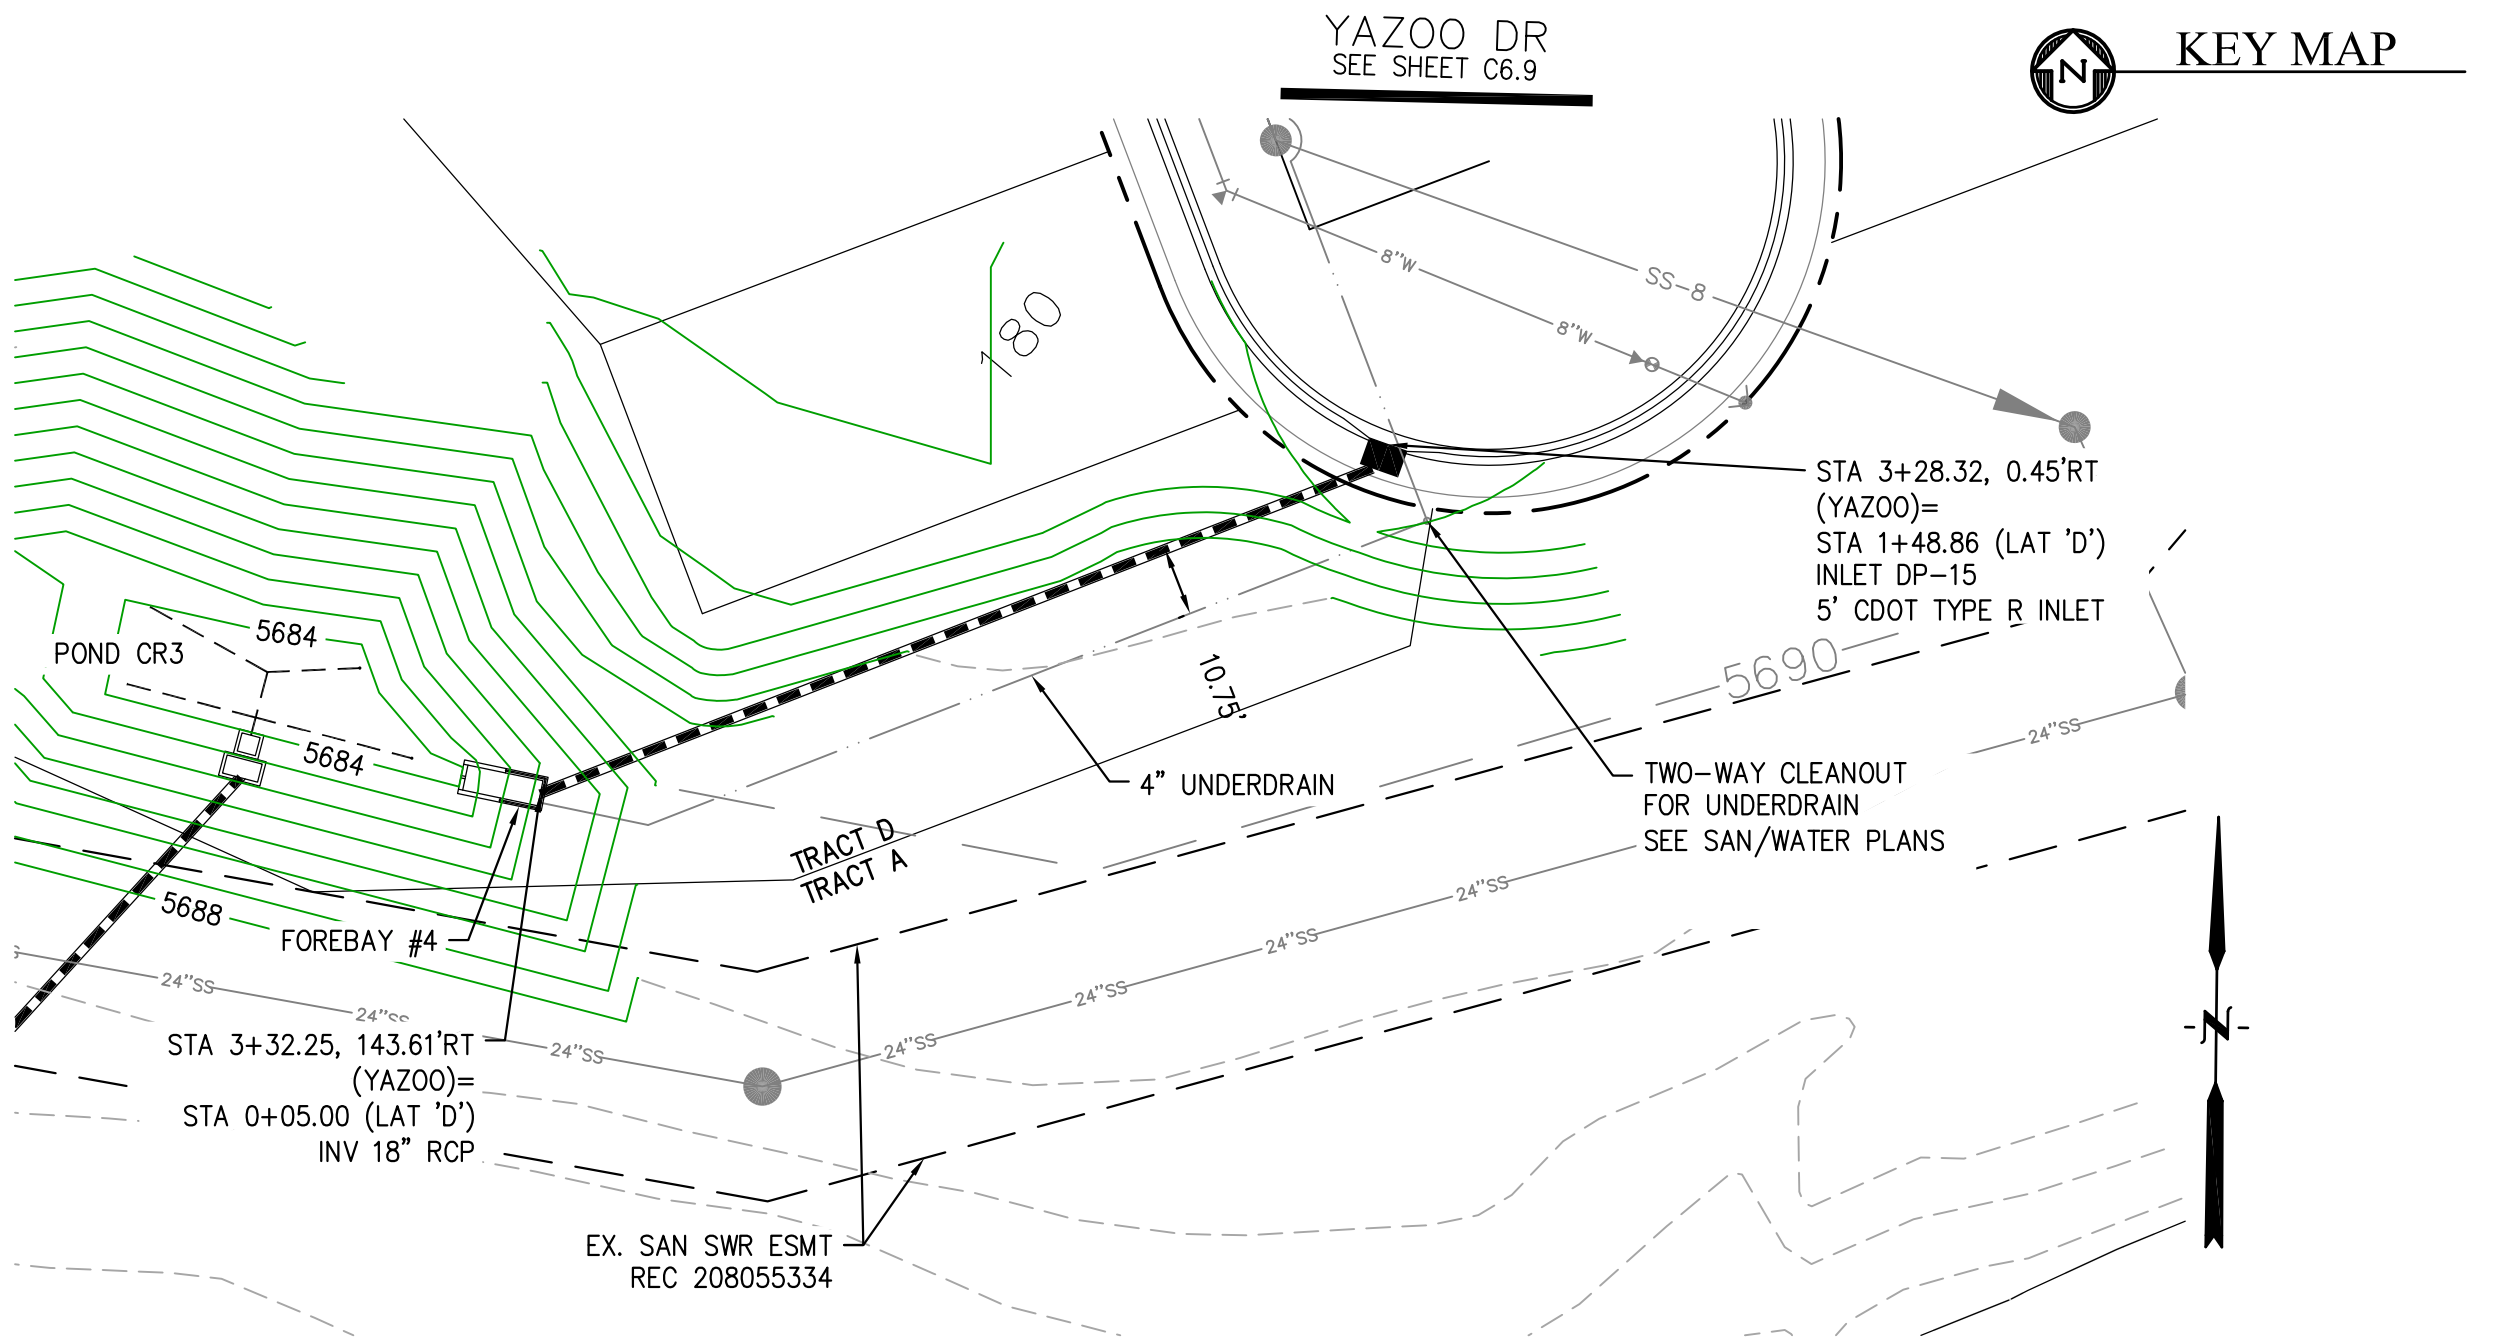 YAZOO DR
SEE SHEET C6.9
N
KEY MAP
8"W
SS-8
180
8"W
STA 3+28.32, 0.45'RT
(YAZOO)=
STA 1+48.86 (LAT 'D')
INLET DP-15
5' CDOT TYPE R INLET
5684
POND CR3
5690
10.75'
5684
24"SS
4" UNDERDRAIN
TWO-WAY CLEANOUT
FOR UNDERDRAIN
SEE SAN/WATER PLANS
TRACT D
TRACT A
5688
24"SS
FOREBAY #4
24"SS
24"SS
24"SS
24"SS
N
STA 3+32.25, 143.61'RT
(YAZOO)=
STA 0+05.00 (LAT 'D')
INV 18" RCP
24"SS
24"SS
EX. SAN SWR ESMT
REC 208055334